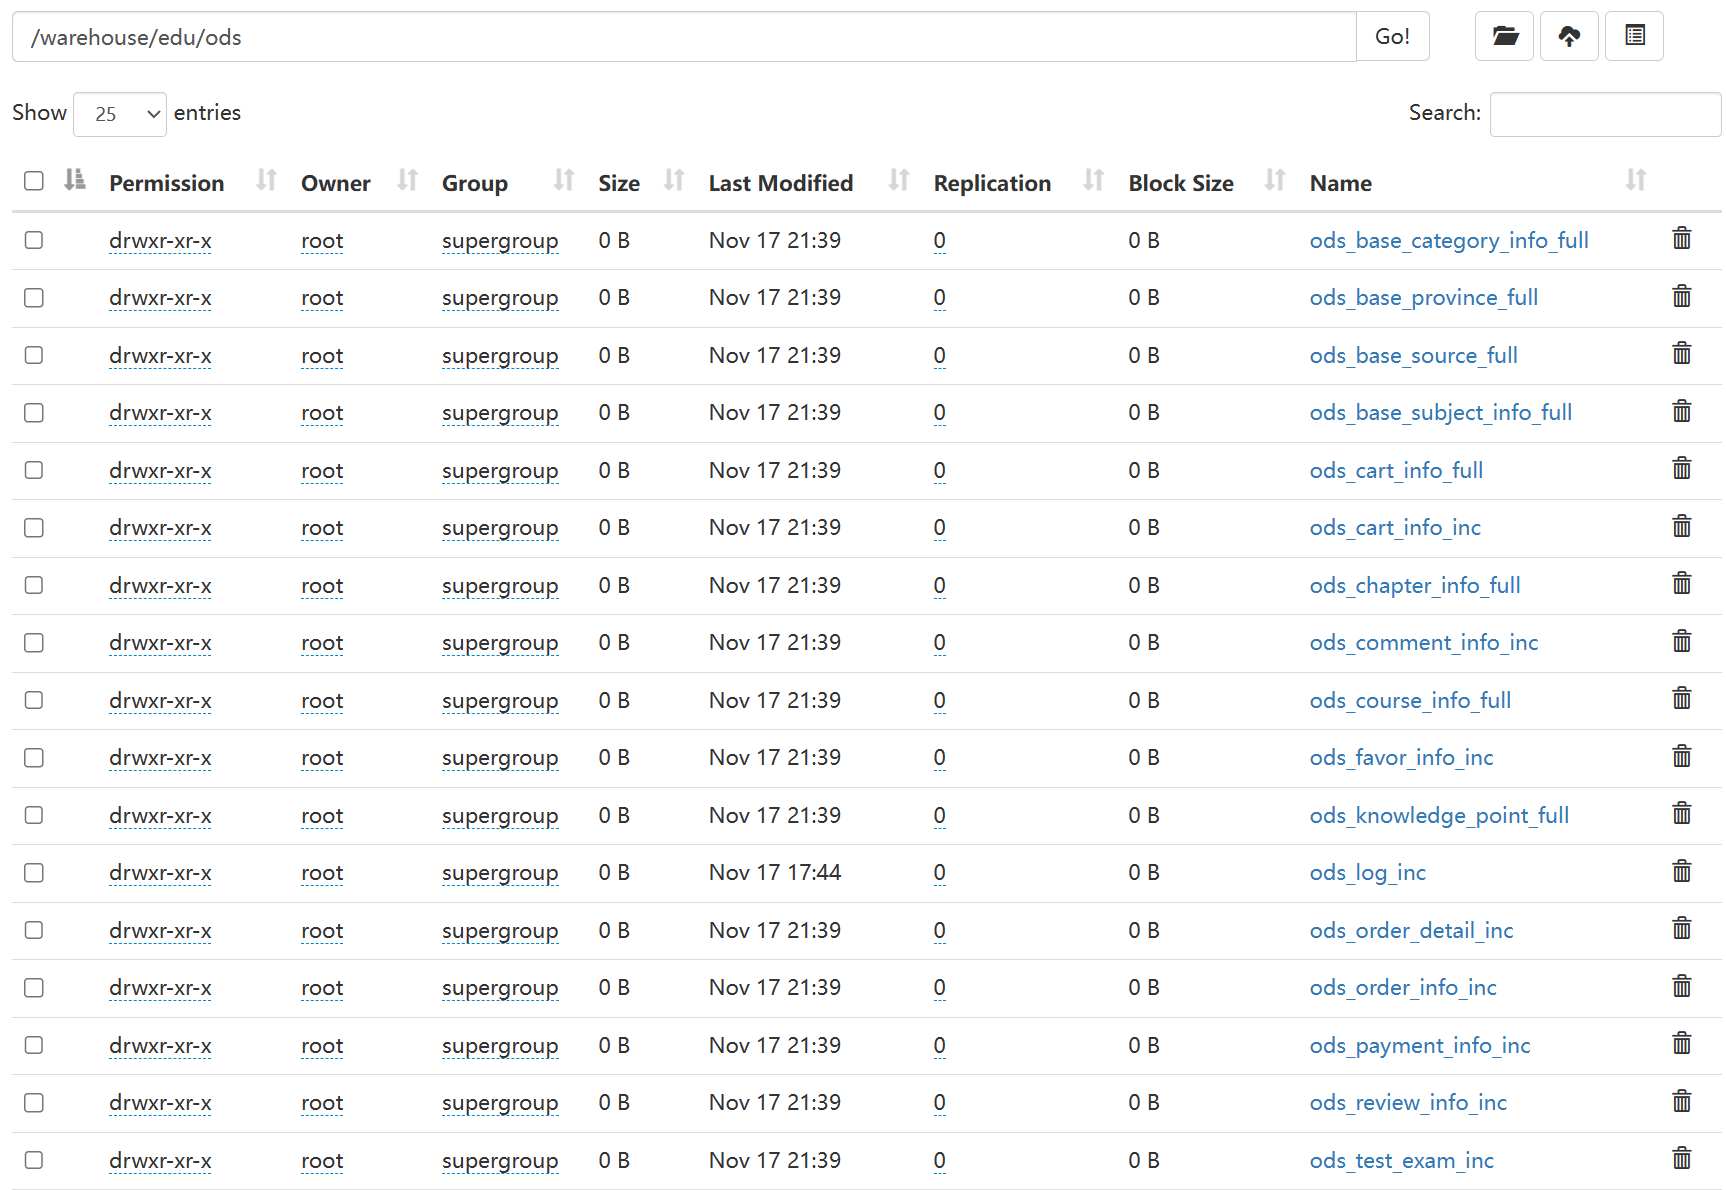 /warehouse/edu/ods Go!
Show 25 entries Search:
Permission Owner Group Size Last Modified Replication Block Size Name
drwxr-xr-x root supergroup 0 B Nov 17 21:39 0 0 B ods_base_category_info_full
drwxr-xr-x root supergroup 0 B Nov 17 21:39 0 0 B ods_base_province_full
drwxr-xr-x root supergroup 0 B Nov 17 21:39 0 0 B ods_base_source_full
drwxr-xr-x root supergroup 0 B Nov 17 21:39 0 0 B ods_base_subject_info_full
drwxr-xr-x root supergroup 0 B Nov 17 21:39 0 0 B ods_cart_info_full
drwxr-xr-x root supergroup 0 B Nov 17 21:39 0 0 B ods_cart_info_inc
drwxr-xr-x root supergroup 0 B Nov 17 21:39 0 0 B ods_chapter_info_full
drwxr-xr-x root supergroup 0 B Nov 17 21:39 0 0 B ods_comment_info_inc
drwxr-xr-x root supergroup 0 B Nov 17 21:39 0 0 B ods_course_info_full
drwxr-xr-x root supergroup 0 B Nov 17 21:39 0 0 B ods_favor_info_inc
drwxr-xr-x root supergroup 0 B Nov 17 21:39 0 0 B ods_knowledge_point_full
drwxr-xr-x root supergroup 0 B Nov 17 17:44 0 0 B ods_log_inc
drwxr-xr-x root supergroup 0 B Nov 17 21:39 0 0 B ods_order_detail_inc
drwxr-xr-x root supergroup 0 B Nov 17 21:39 0 0 B ods_order_info_inc
drwxr-xr-x root supergroup 0 B Nov 17 21:39 0 0 B ods_payment_info_inc
drwxr-xr-x root supergroup 0 B Nov 17 21:39 0 0 B ods_review_info_inc
drwxr-xr-x root supergroup 0 B Nov 17 21:39 0 0 B ods_test_exam_inc